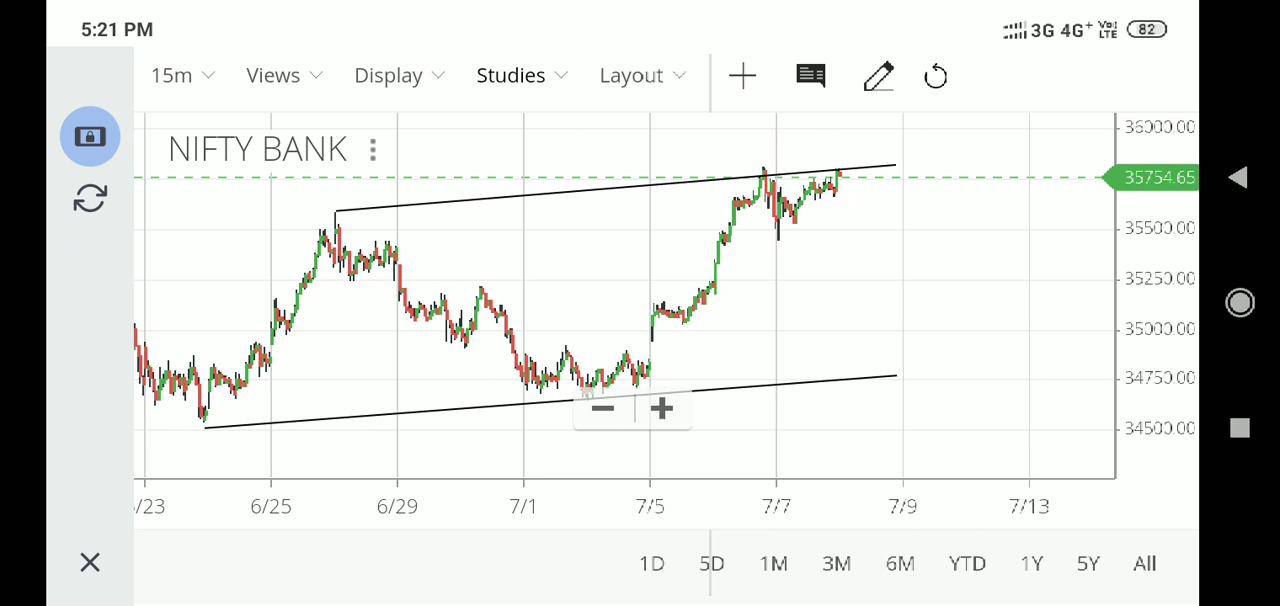 5:21 PM 3G 4G+ Vo) LTE 82
15m Views Display Studies Layout
NIFTY BANK
36000.00
35754.65
35500.00
35250.00
35000.00
34750.00
34500.00
/23 6/25 6/29 7/1 7/5 7/7 7/9 7/13
1D 5D 1M 3M 6M YTD 1Y 5Y All